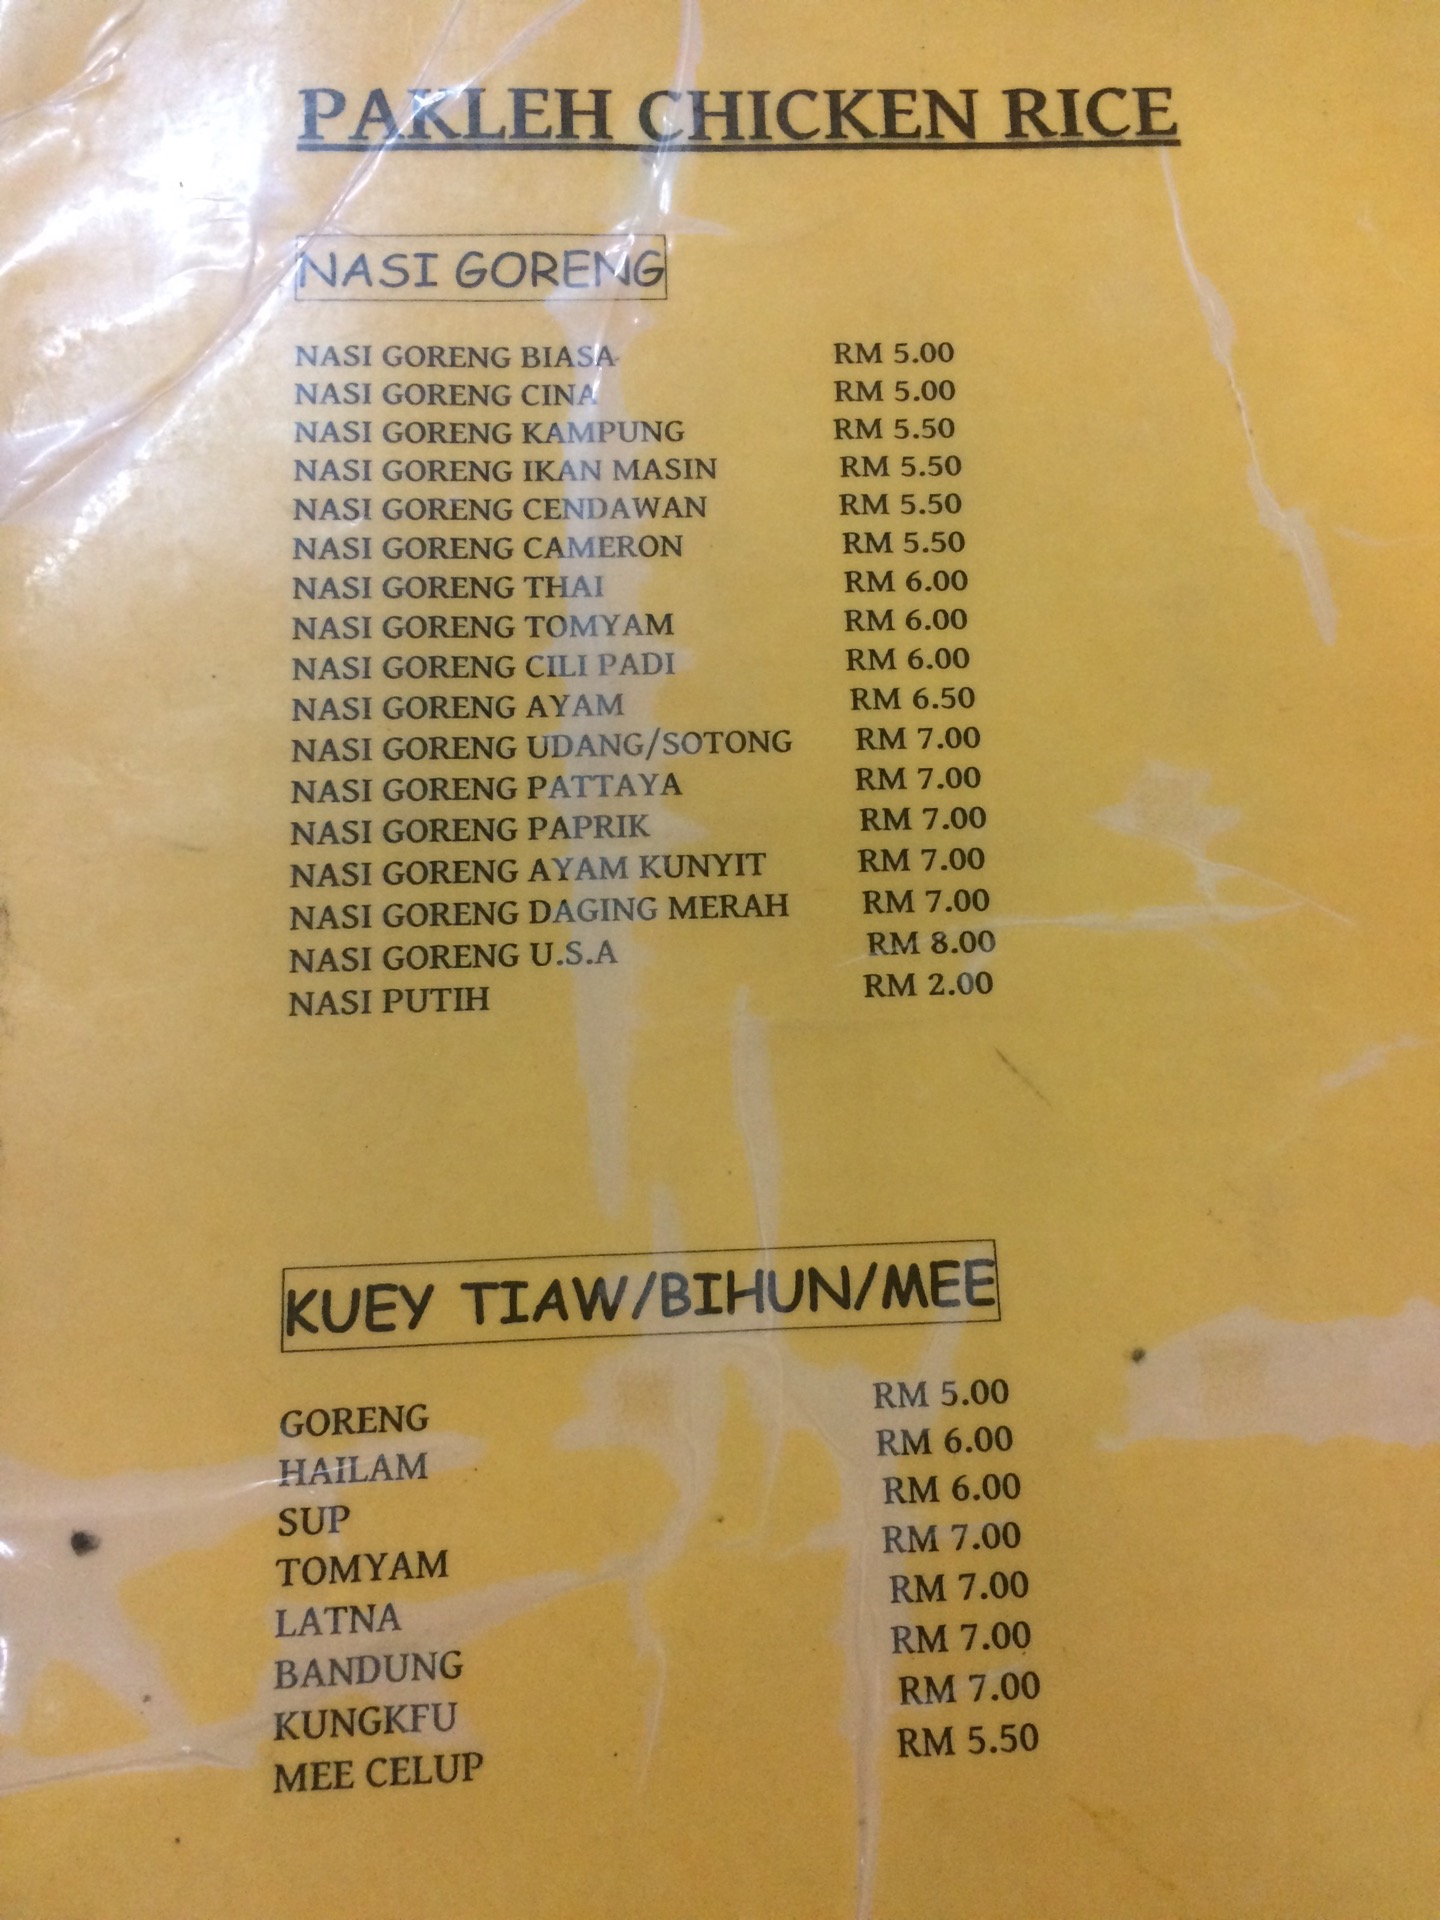 PAKLEH CHICKEN RICE
NASI GORENG
NASI GORENG BIASA RM 5.00
NASI GORENG CINA RM 5.00
NASI GORENG KAMPUNG RM 5.50
NASI GORENG IKAN MASIN RM 5.50
NASI GORENG CENDAWAN RM 5.50
NASI GORENG CAMERON RM 5.50
NASI GORENG THAI RM 6.00
NASI GORENG TOMYAM RM 6.00
NASI GORENG CILI PADI RM 6.00
NASI GORENG AYAM RM 6.50
NASI GORENG UDANG/SOTONG RM 7.00
NASI GORENG PATTAYA RM 7.00
NASI GORENG PAPRIK RM 7.00
NASI GORENG AYAM KUNYIT RM 7.00
NASI GORENG DAGING MERAH RM 7.00
NASI GORENG U.S.A RM 8.00
NASI PUTIH RM 2.00
KUEY TIAW/BIHUN/MEE
GORENG RM 5.00
HAILAM RM 6.00
SUP RM 6.00
TOMYAM RM 7.00
LATNA RM 7.00
BANDUNG RM 7.00
KUNGKFU RM 7.00
MEE CELUP RM 5.50